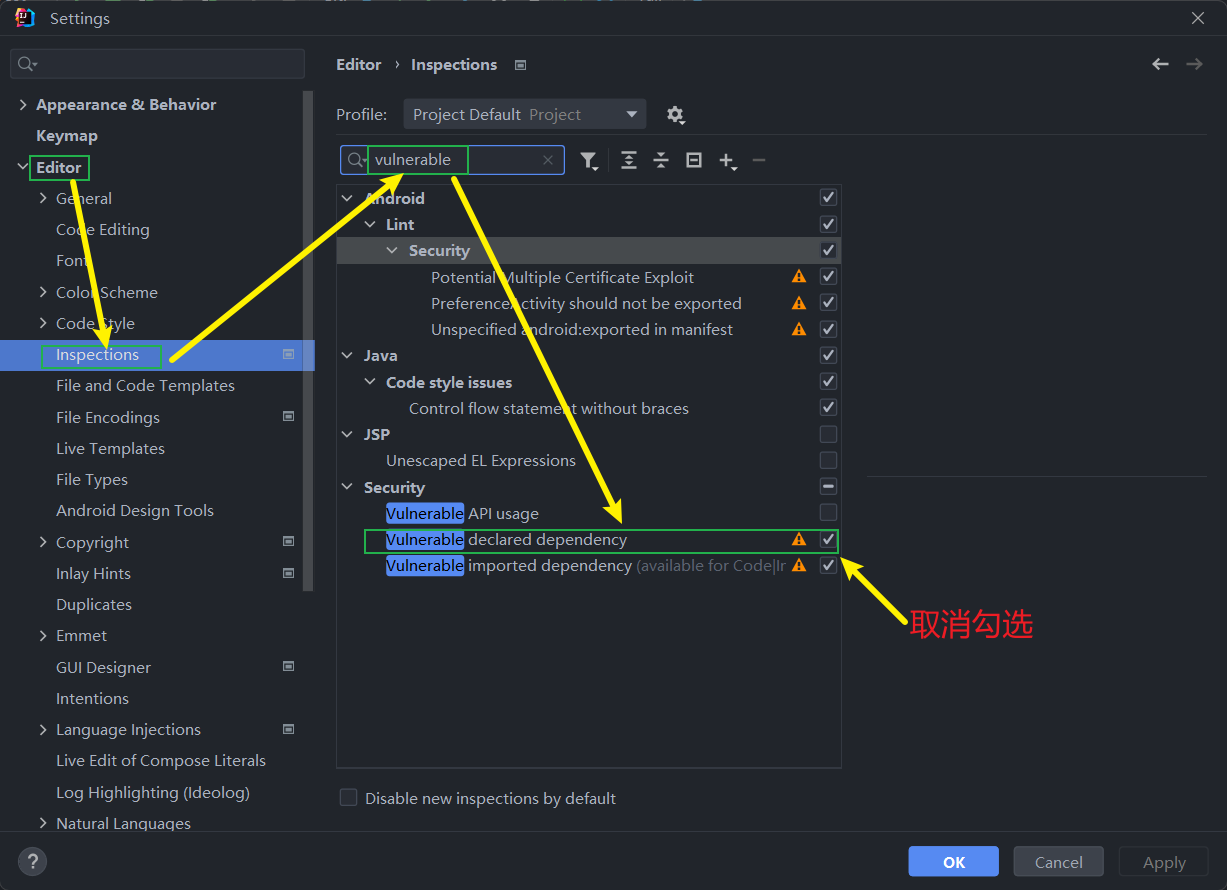 Settings
Editor › Inspections
Profile: Project Default Project
Appearance & Behavior
Keymap
Editor
General
Code Editing
Font
Color Scheme
Code Style
Inspections
File and Code Templates
File Encodings
Live Templates
File Types
Android Design Tools
Copyright
Inlay Hints
Duplicates
Emmet
GUI Designer
Intentions
Language Injections
Live Edit of Compose Literals
Log Highlighting (Ideolog)
Natural Languages
vulnerable
Android
Lint
Security
Potential Multiple Certificate Exploit
PreferenceActivity should not be exported
Unspecified android:exported in manifest
Java
Code style issues
Control flow statement without braces
JSP
Unescaped EL Expressions
Security
Vulnerable API usage
Vulnerable declared dependency
Vulnerable imported dependency (available for Code|Ir
取消勾选
Disable new inspections by default
?
OK
Cancel
Apply